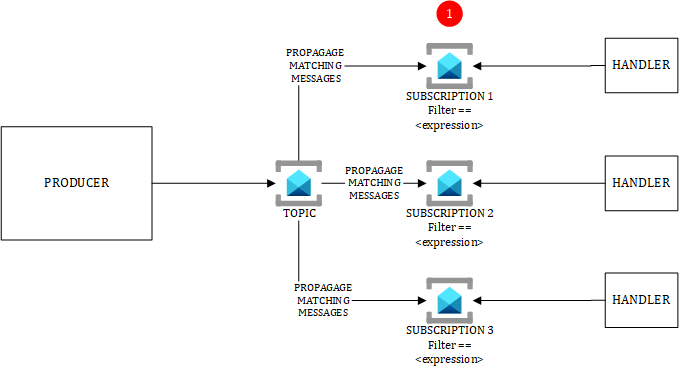 1
PROPAGAGE
MATCHING
MESSAGES
HANDLER
SUBSCRIPTION 1
Filter ==
<expression>
PRODUCER
TOPIC
PROPAGAGE
MATCHING
MESSAGES
HANDLER
SUBSCRIPTION 2
Filter ==
<expression>
PROPAGAGE
MATCHING
MESSAGES
HANDLER
SUBSCRIPTION 3
Filter ==
<expression>